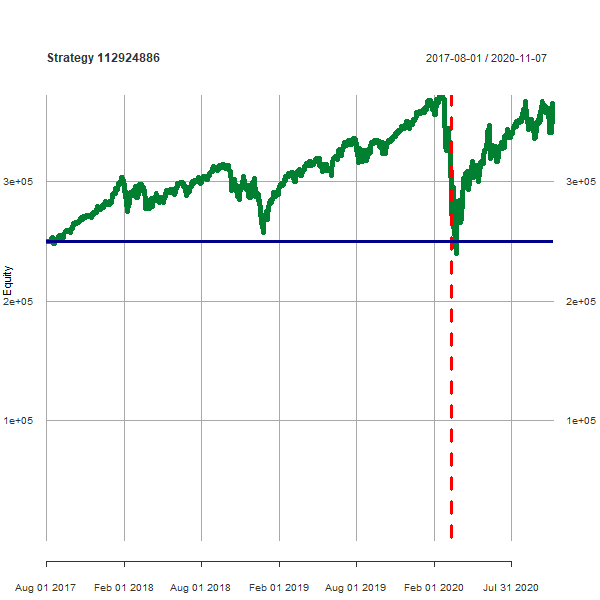 Strategy 112924886
2017-08-01 / 2020-11-07
3e+05
3e+05
Equity
2e+05
2e+05
1e+05
1e+05
Aug 01 2017
Feb 01 2018
Aug 01 2018
Feb 01 2019
Aug 01 2019
Feb 01 2020
Jul 31 2020